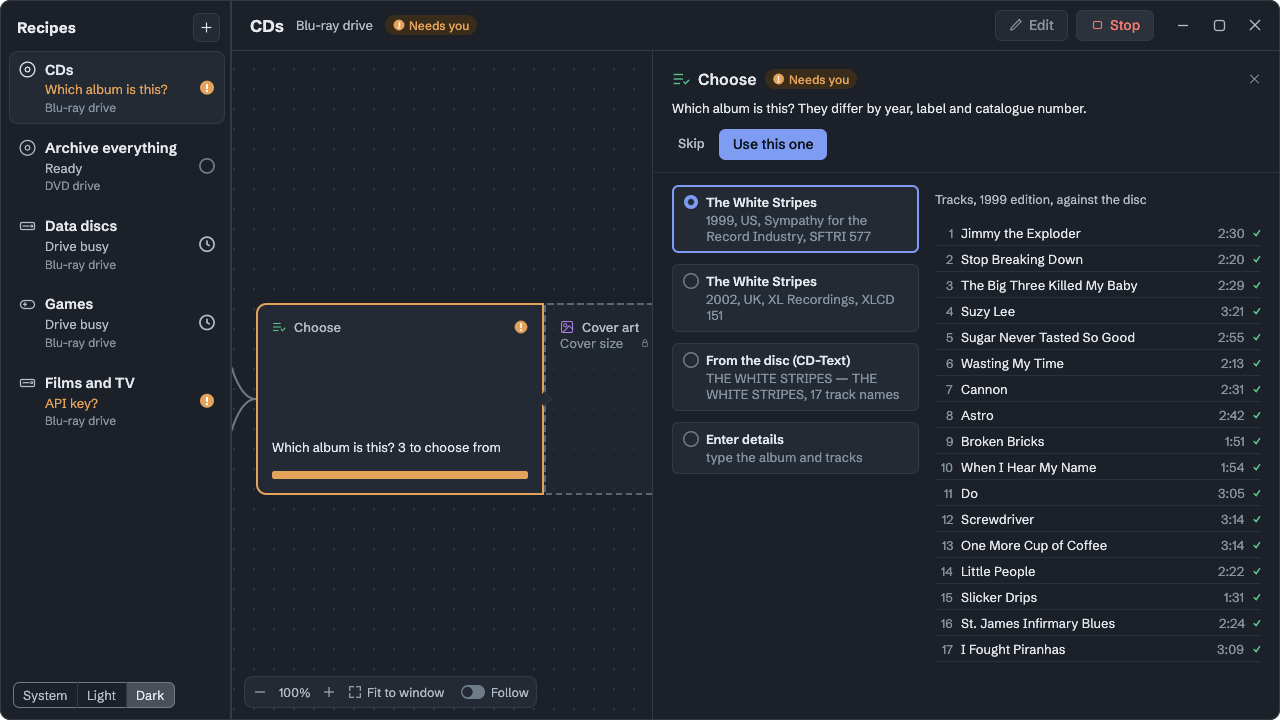 Recipes
CDs
Which album is this?
Blu-ray drive
Archive everything
Ready
DVD drive
Data discs
Drive busy
Blu-ray drive
Games
Drive busy
Blu-ray drive
Films and TV
API key?
Blu-ray drive
System Light Dark
CDs Blu-ray drive Needs you
Edit Stop
Choose
Which album is this? 3 to choose from
Cover art
Cover size
100% Fit to window Follow
Choose Needs you
Which album is this? They differ by year, label and catalogue number.
Skip Use this one
The White Stripes
1999, US, Sympathy for the
Record Industry, SFTRI 577
The White Stripes
2002, UK, XL Recordings, XLCD
151
From the disc (CD-Text)
THE WHITE STRIPES — THE
WHITE STRIPES, 17 track names
Enter details
type the album and tracks
Tracks, 1999 edition, against the disc
1 Jimmy the Exploder 2:30
2 Stop Breaking Down 2:20
3 The Big Three Killed My Baby 2:29
4 Suzy Lee 3:21
5 Sugar Never Tasted So Good 2:55
6 Wasting My Time 2:13
7 Cannon 2:31
8 Astro 2:42
9 Broken Bricks 1:51
10 When I Hear My Name 1:54
11 Do 3:05
12 Screwdriver 3:14
13 One More Cup of Coffee 3:14
14 Little People 2:22
15 Slicker Drips 1:31
16 St. James Infirmary Blues 2:24
17 I Fought Piranhas 3:09